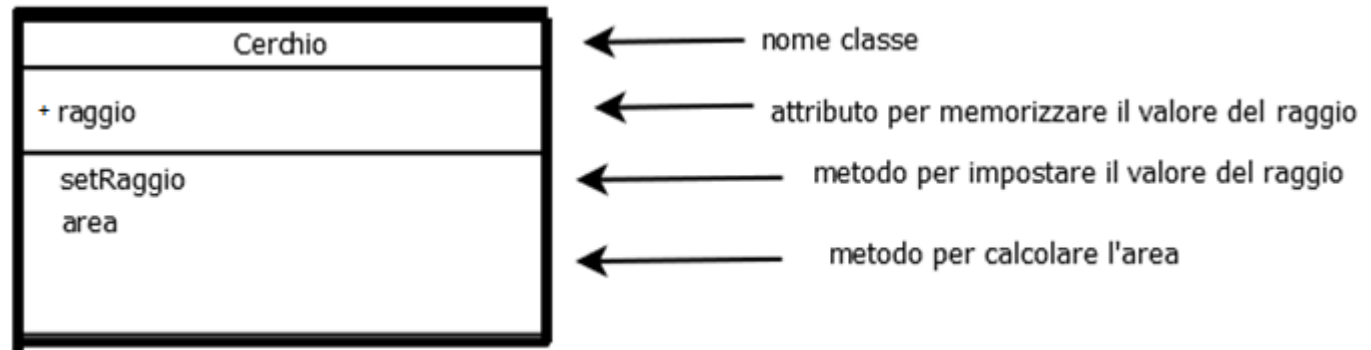 Cerchio
nome classe
+ raggio
attributo per memorizzare il valore del raggio
setRaggio
metodo per impostare il valore del raggio
area
metodo per calcolare l'area